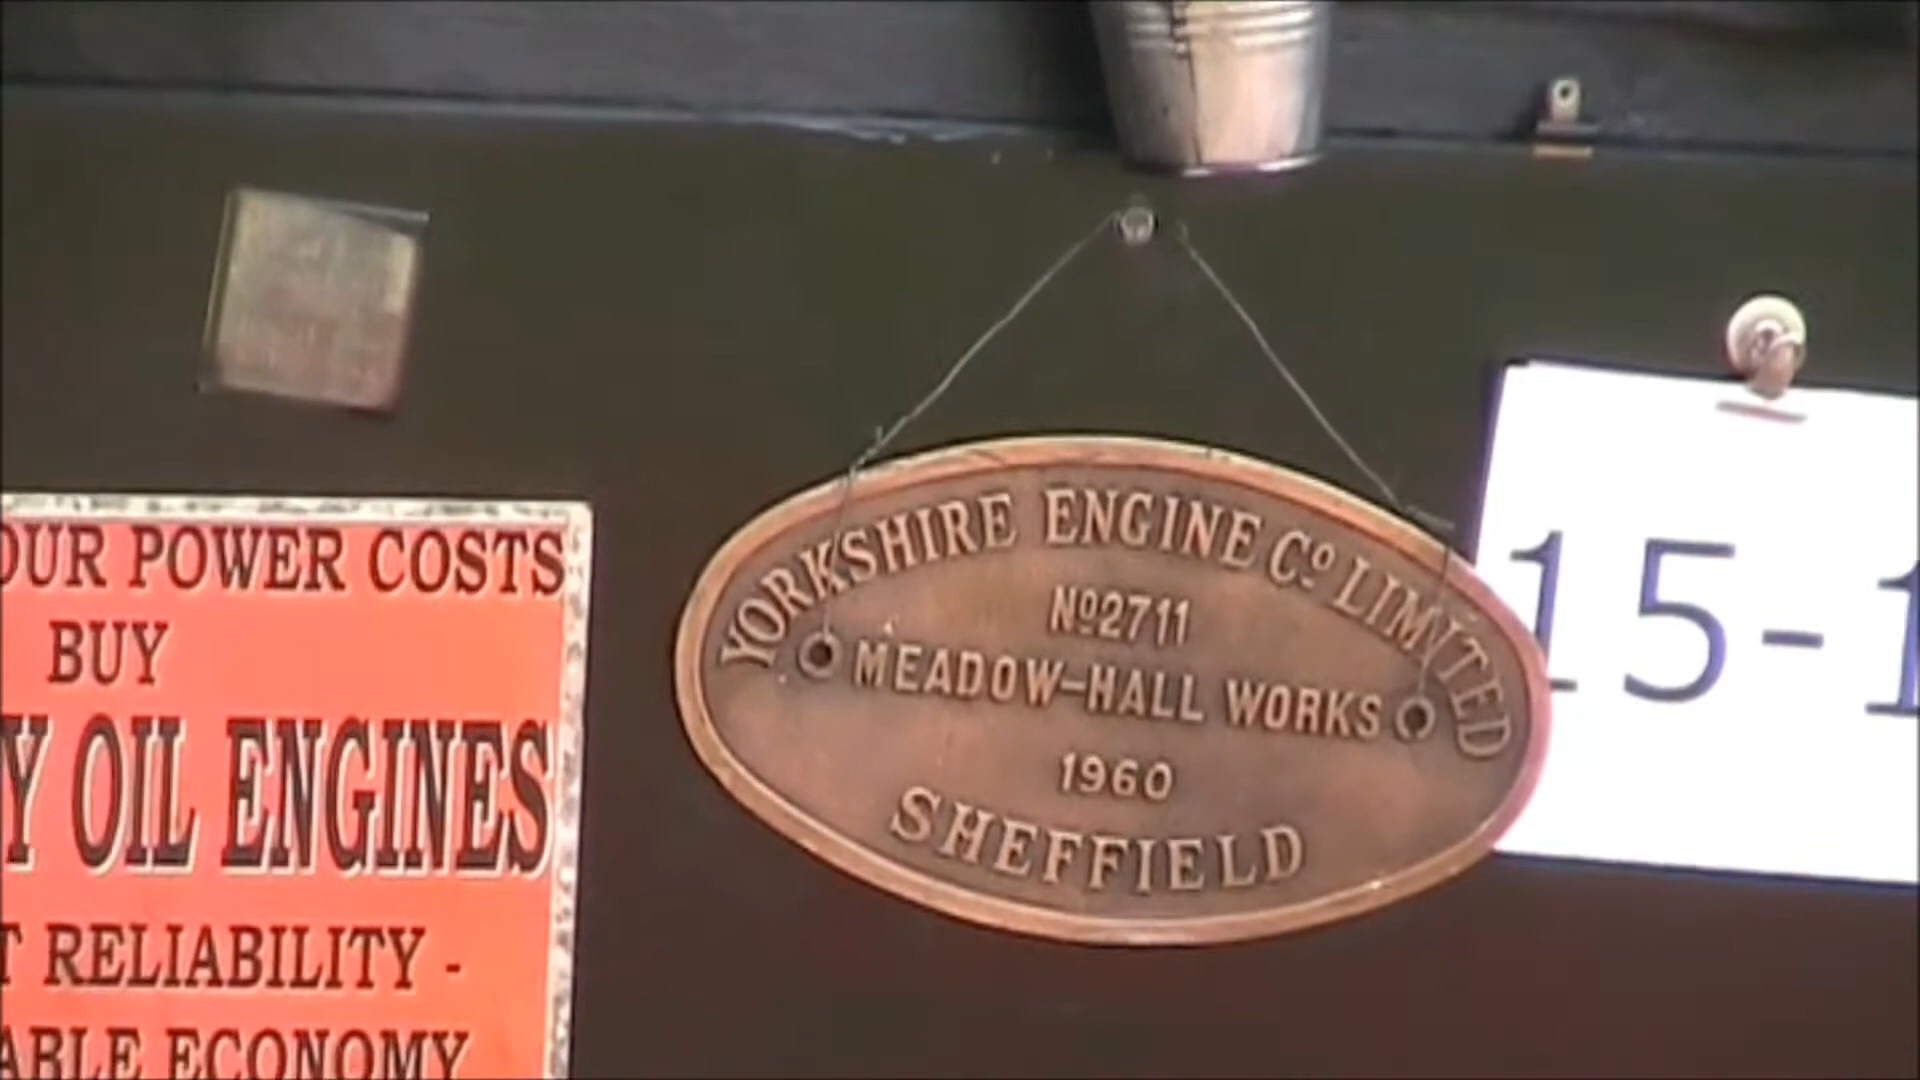 OUR POWER COSTS
BUY
Y OIL ENGINES
T RELIABILITY -
ABLE ECONOMY
YORKSHIRE ENGINE Cº LIMITED
Nº2711
MEADOW-HALL WORKS
1960
SHEFFIELD
15-1